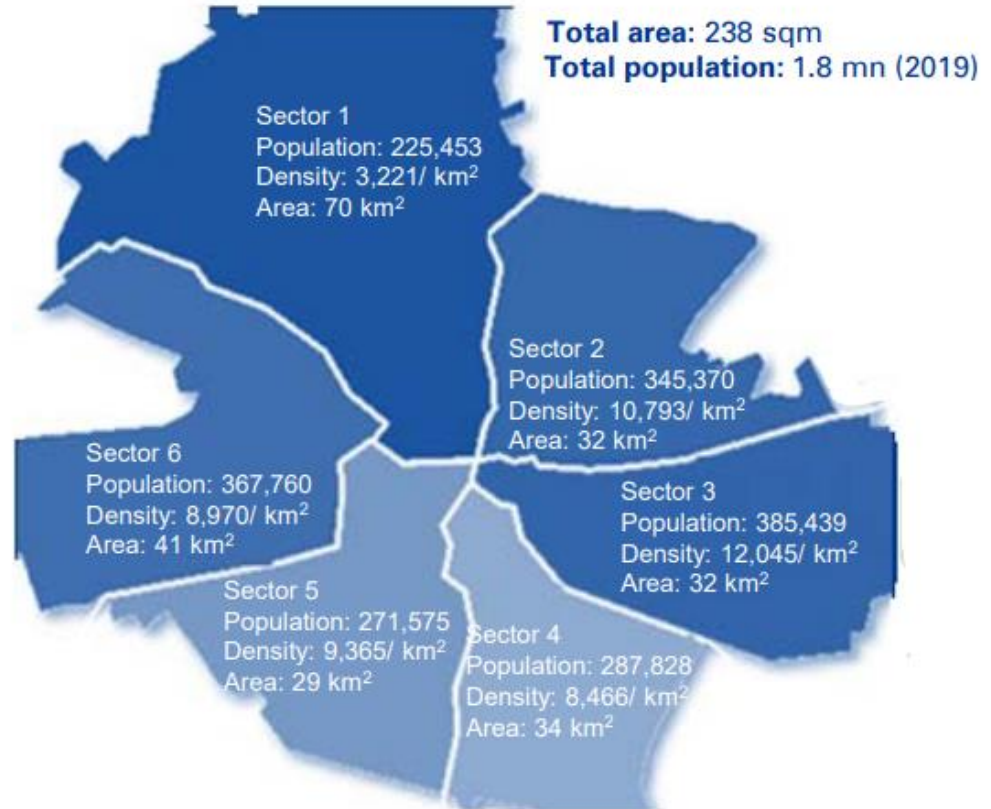 Total area: 238 sqm
Total population: 1.8 mn (2019)
Sector 1
Population: 225,453
Density: 3,221/ km²
Area: 70 km²
Sector 2
Population: 345,370
Density: 10,793/ km²
Area: 32 km²
Sector 6
Population: 367,760
Density: 8,970/ km²
Area: 41 km²
Sector 3
Population: 385,439
Density: 12,045/ km²
Area: 32 km²
Sector 5
Population: 271,575
Density: 9,365/ km²
Area: 29 km²
Sector 4
Population: 287,828
Density: 8,466/ km²
Area: 34 km²